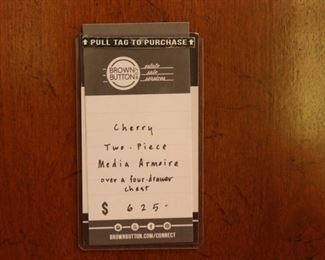 PULL TAG TO PURCHASE
BROWN
BUTTON
estate
sale
services
Cherry
Two-Piece
Media Armoire
over a four-drawer
chest
$ 625-
BROWNBUTTON.COM/CONNECT